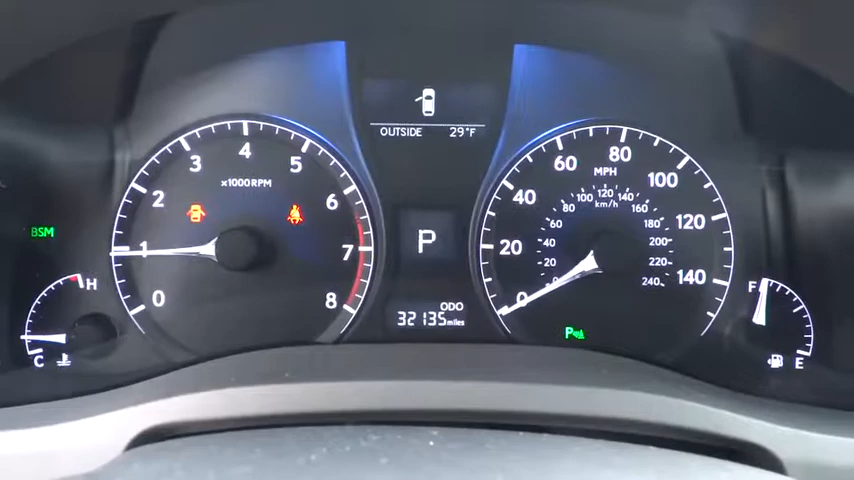 OUTSIDE 29°F
0 1 2 3 4 5 6 7 8
x1000RPM
BSM
H
C
P
ODO
32135 miles
0 20 40 60 80 100 120 140
MPH
0 20 40 60 80 100 120 140 160 180 200 220 240
km/h
P
F
E